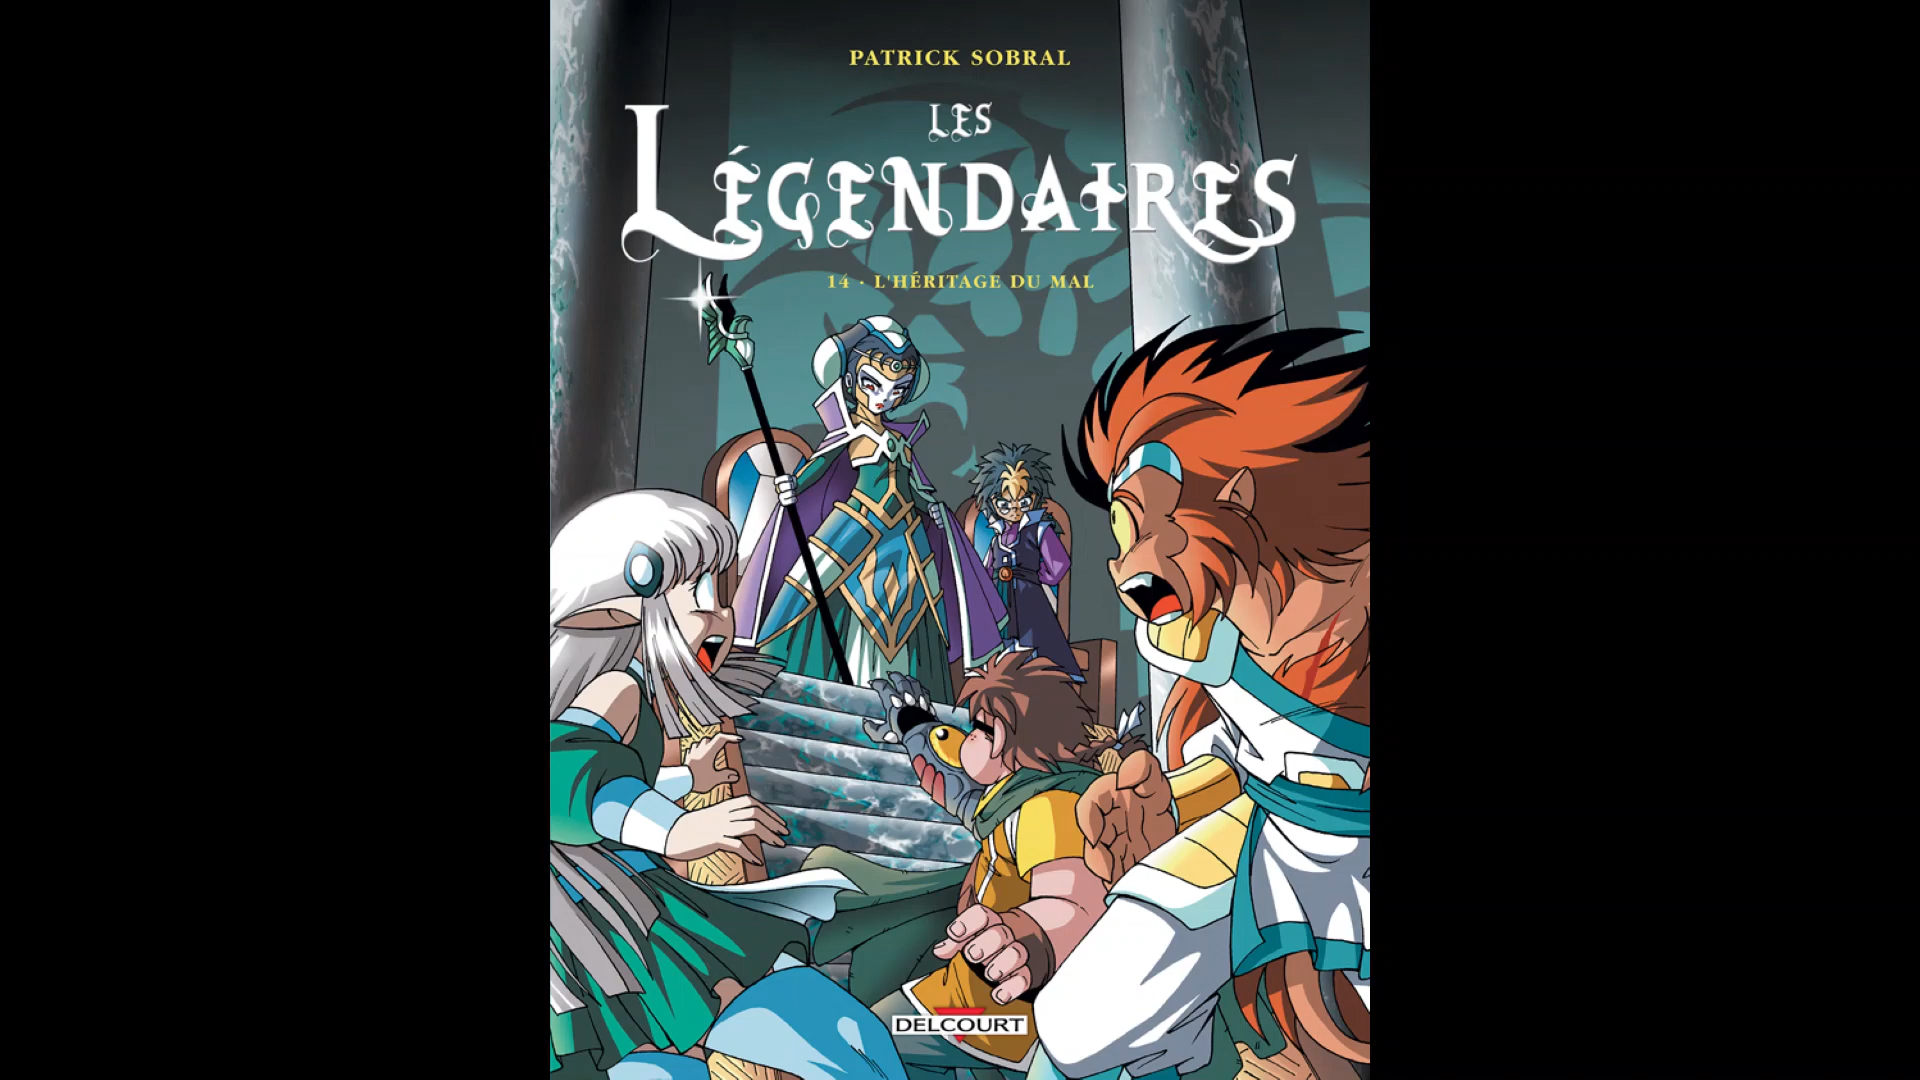 PATRICK SOBRAL
LES
LÉGENDAIRES
14 · L'HÉRITAGE DU MAL
DELCOURT